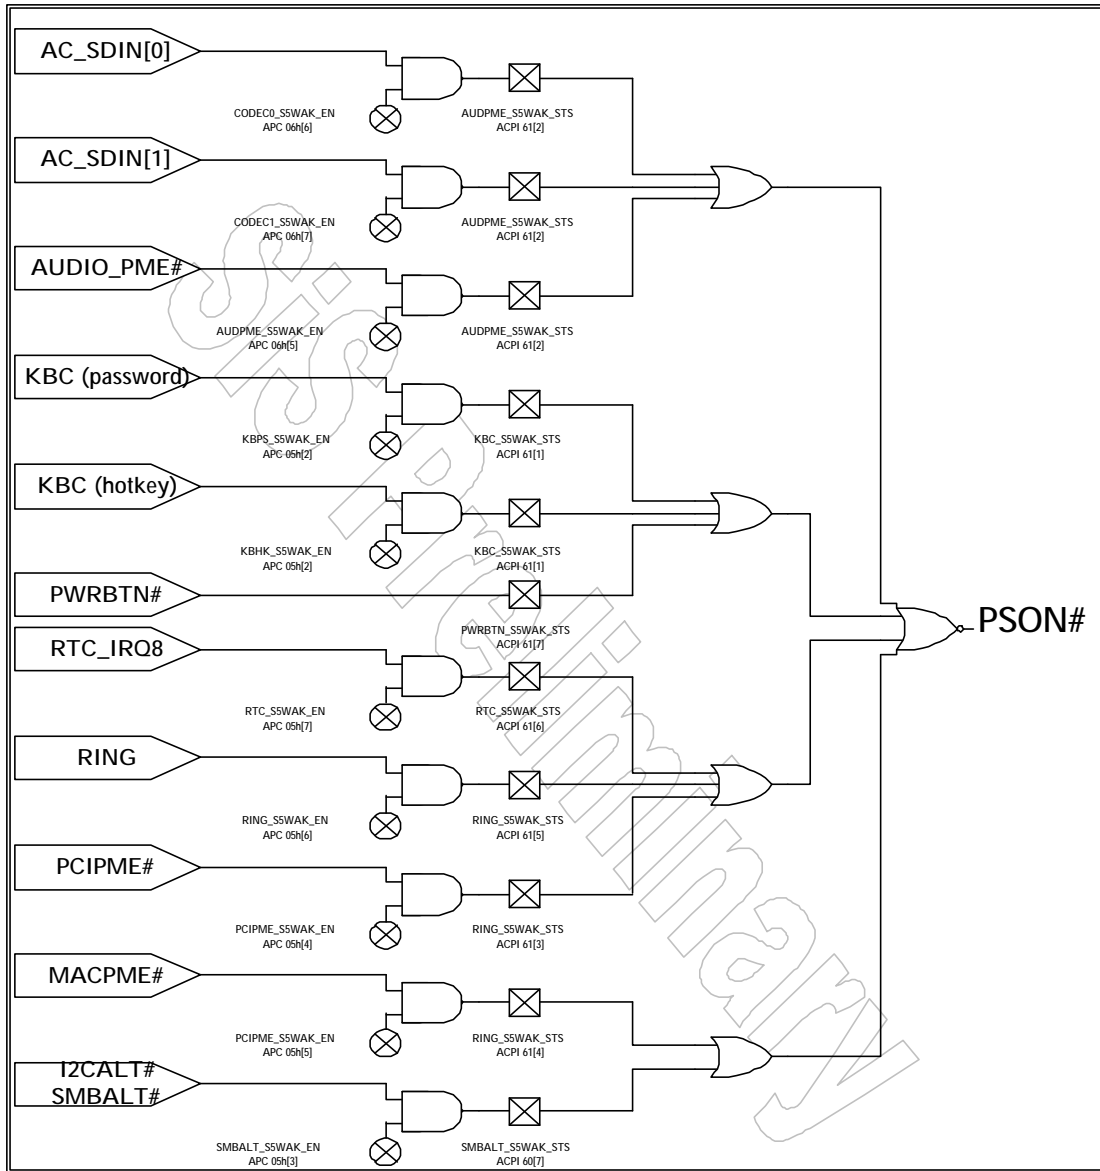 AC_SDIN[0]
CODEC0_S5WAK_EN
APC 06h[6]
AUDPME_S5WAK_STS
ACPI 61[2]
AC_SDIN[1]
CODEC1_S5WAK_EN
APC 06h[7]
AUDPME_S5WAK_STS
ACPI 61[2]
AUDIO_PME#
AUDPME_S5WAK_EN
APC 06h[5]
AUDPME_S5WAK_STS
ACPI 61[2]
KBC (password)
KBPS_S5WAK_EN
APC 05h[2]
KBC_S5WAK_STS
ACPI 61[1]
KBC (hotkey)
KBHK_S5WAK_EN
APC 05h[2]
KBC_S5WAK_STS
ACPI 61[1]
PWRBTN#
PWRBTN_S5WAK_STS
ACPI 61[7]
PSON#
RTC_IRQ8
RTC_S5WAK_EN
APC 05h[7]
RTC_S5WAK_STS
ACPI 61[6]
RING
RING_S5WAK_EN
APC 05h[6]
RING_S5WAK_STS
ACPI 61[5]
PCIPME#
PCIPME_S5WAK_EN
APC 05h[4]
RING_S5WAK_STS
ACPI 61[3]
MACPME#
PCIPME_S5WAK_EN
APC 05h[5]
RING_S5WAK_STS
ACPI 61[4]
I2CALT#
SMBALT#
SMBALT_S5WAK_EN
APC 05h[3]
SMBALT_S5WAK_STS
ACPI 60[7]
SiS Preliminary